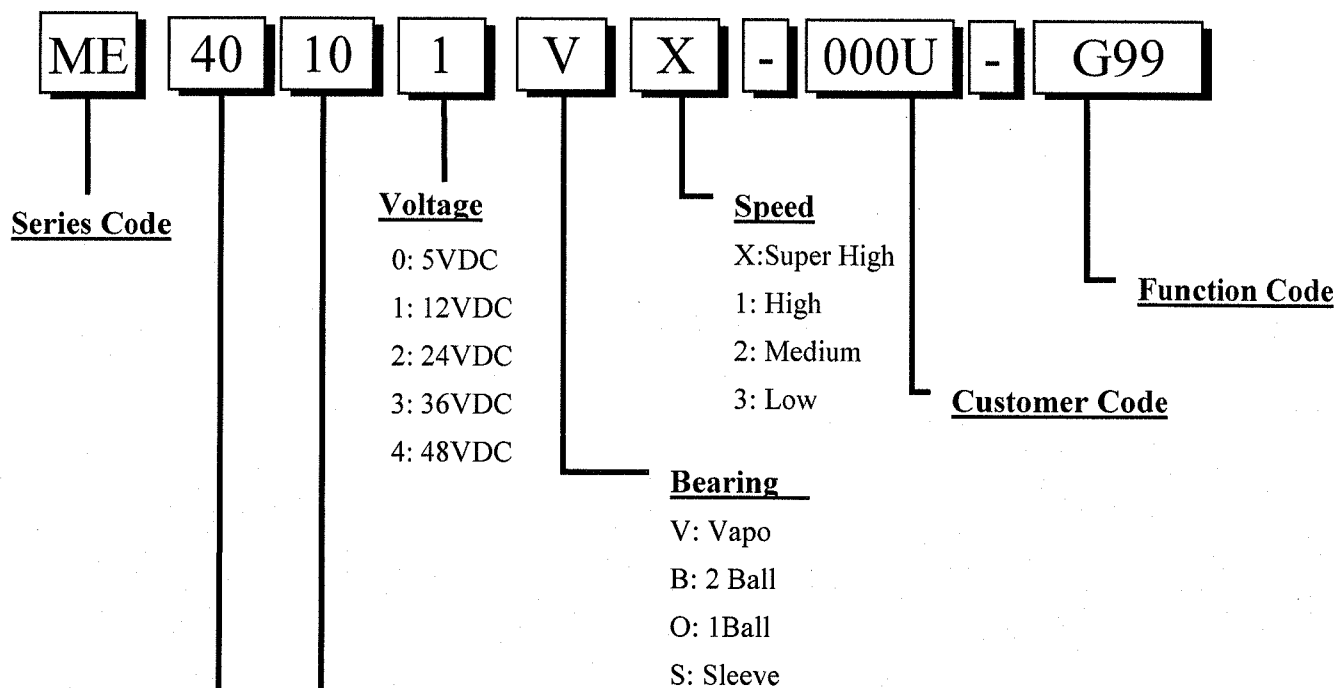 ME 40 10 1 V X - 000U - G99
Series Code
Voltage
0: 5VDC
1: 12VDC
2: 24VDC
3: 36VDC
4: 48VDC
Speed
X:Super High
1: High
2: Medium
3: Low
Function Code
Customer Code
Bearing
V: Vapo
B: 2 Ball
O: 1Ball
S: Sleeve